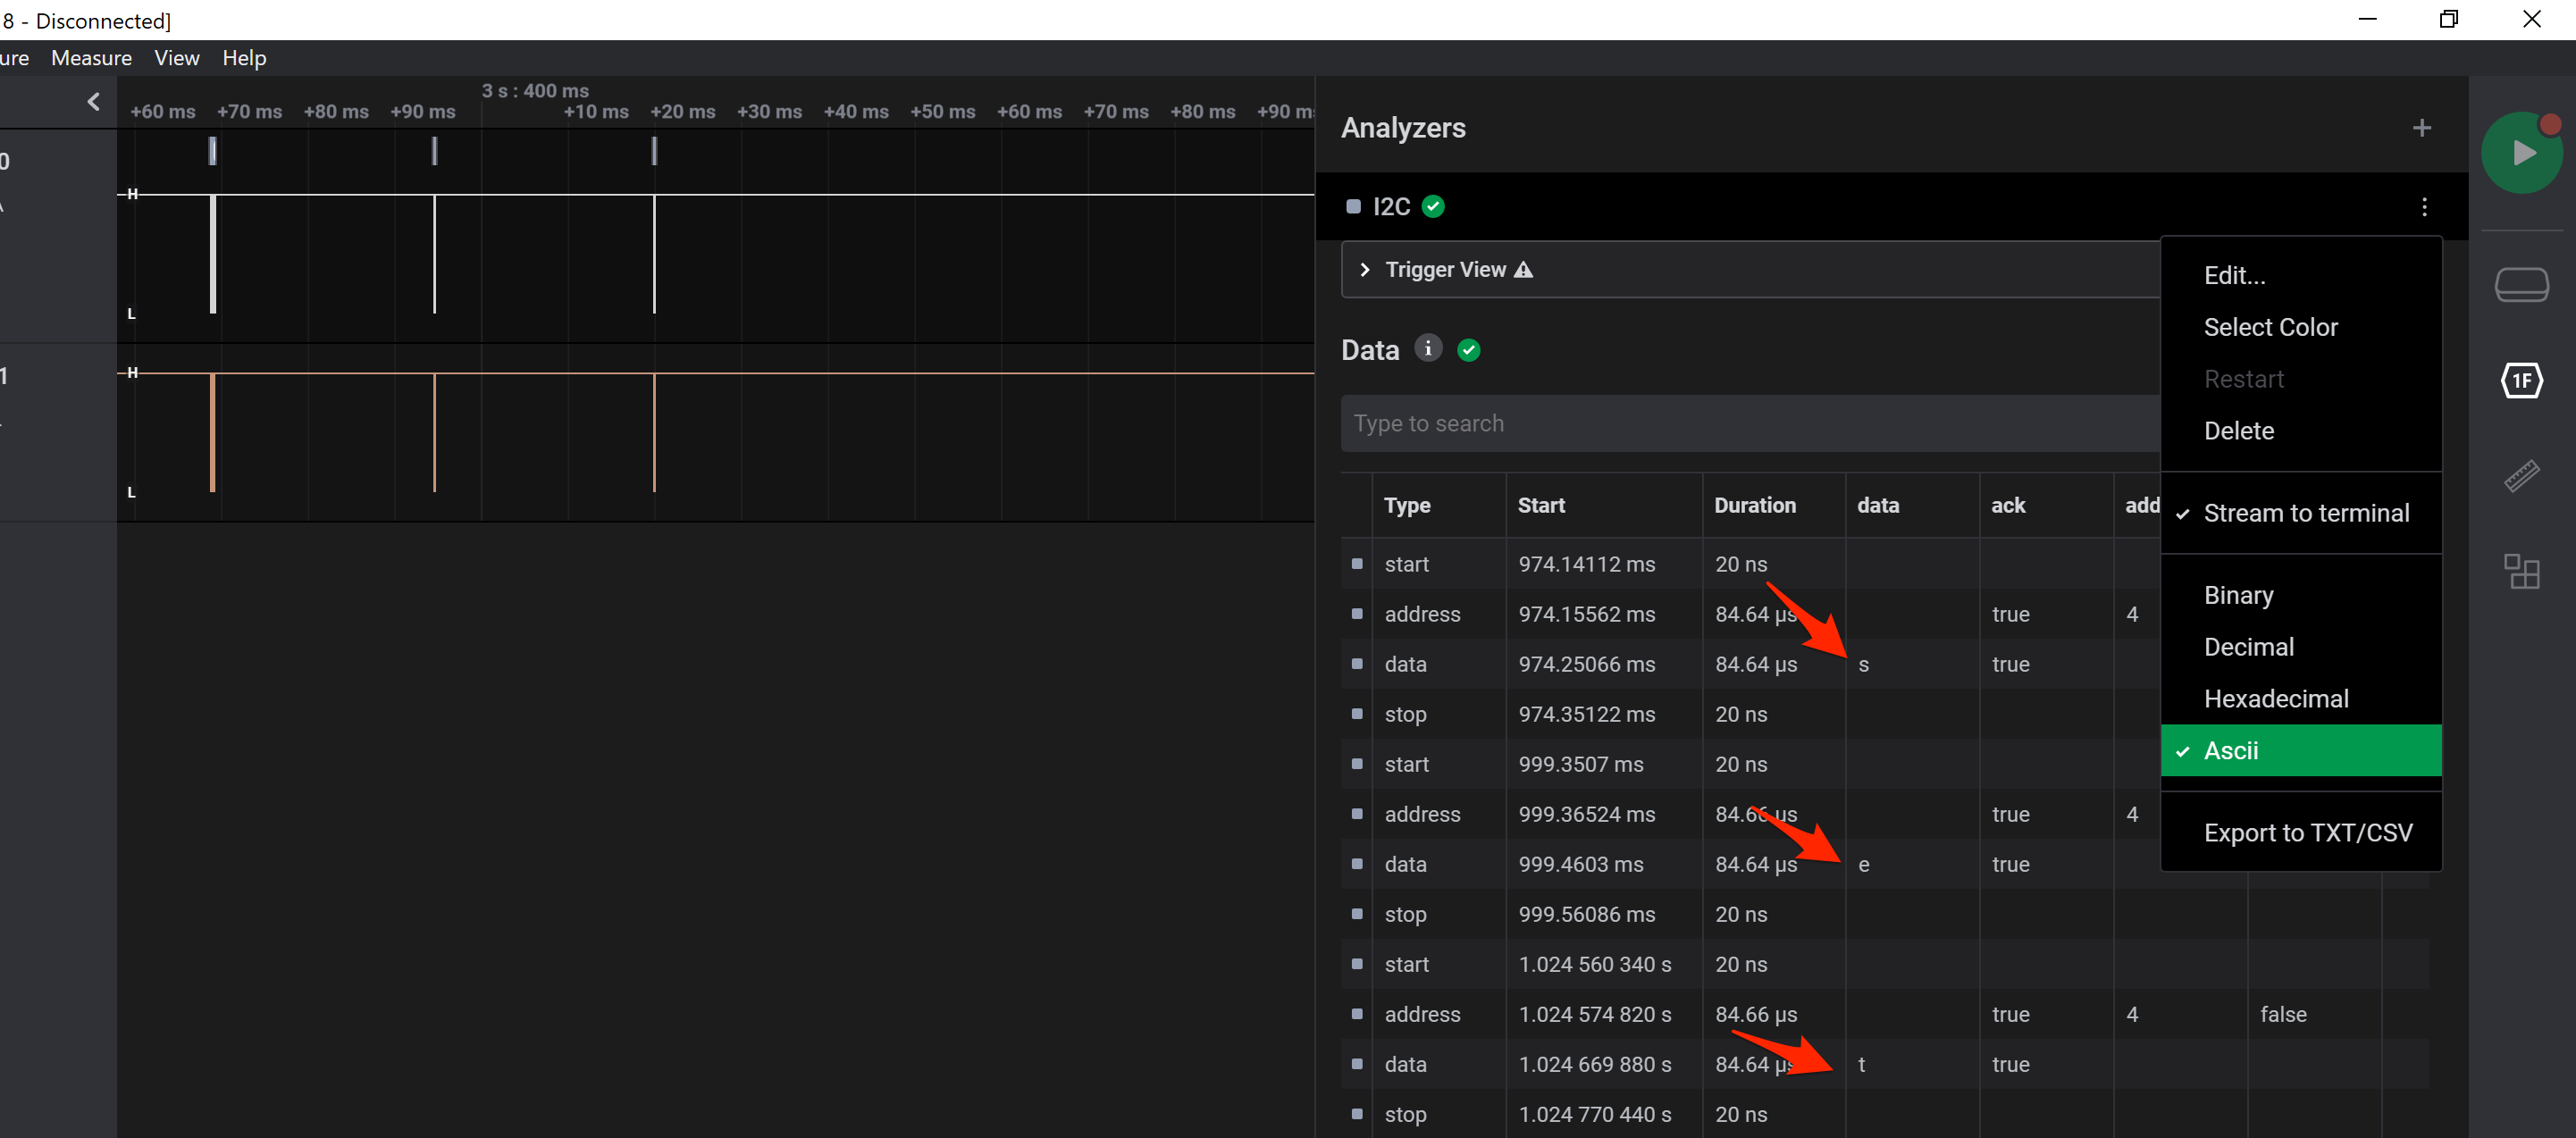 8 - Disconnected]
ure Measure View Help
3 s : 400 ms
+60 ms +70 ms +80 ms +90 ms +10 ms +20 ms +30 ms +40 ms +50 ms +60 ms +70 ms +80 ms +90 m
0
H
L
1
H
L
Analyzers
I2C
Trigger View
Data
Type to search
Type Start Duration data ack add
start 974.14112 ms 20 ns
address 974.15562 ms 84.64 µs true 4
data 974.25066 ms 84.64 µs s true
stop 974.35122 ms 20 ns
start 999.3507 ms 20 ns
address 999.36524 ms 84.66 µs true 4
data 999.4603 ms 84.64 µs e true
stop 999.56086 ms 20 ns
start 1.024 560 340 s 20 ns
address 1.024 574 820 s 84.66 µs true 4 false
data 1.024 669 880 s 84.64 µs t true
stop 1.024 770 440 s 20 ns
Edit...
Select Color
Restart
Delete
Stream to terminal
Binary
Decimal
Hexadecimal
Ascii
Export to TXT/CSV
1F